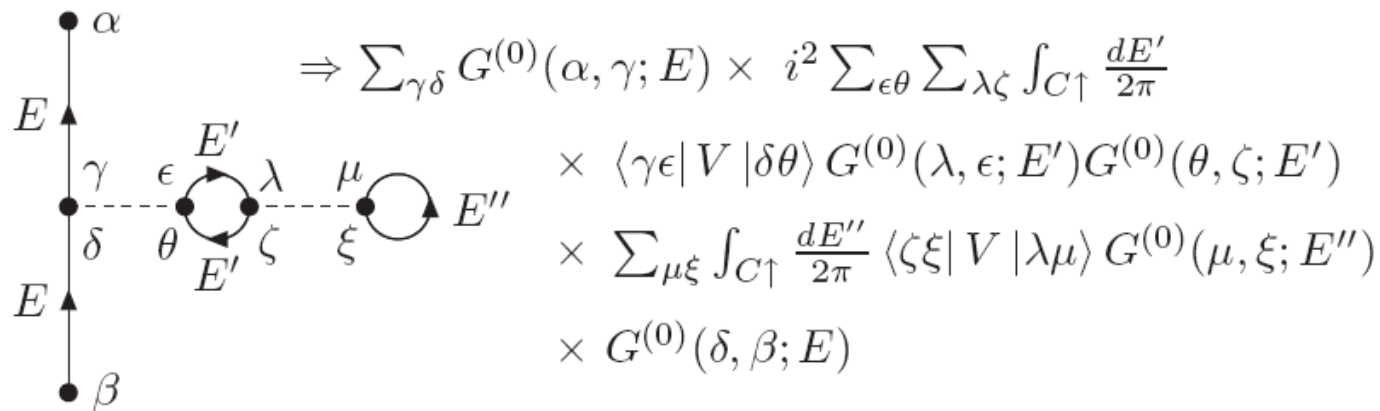 α
⇒ ∑_{γδ} G^{(0)}(α, γ; E) × i² ∑_{ϵθ} ∑_{λζ} ∫_{C↑} dE′/2π
E
E′
γ ϵ λ μ
× ⟨γϵ| V |δθ⟩ G^{(0)}(λ, ϵ; E′)G^{(0)}(θ, ζ; E′)
E′′
δ θ ζ ξ
× ∑_{μξ} ∫_{C↑} dE′′/2π ⟨ζξ| V |λμ⟩ G^{(0)}(μ, ξ; E′′)
E′
E
× G^{(0)}(δ, β; E)
β